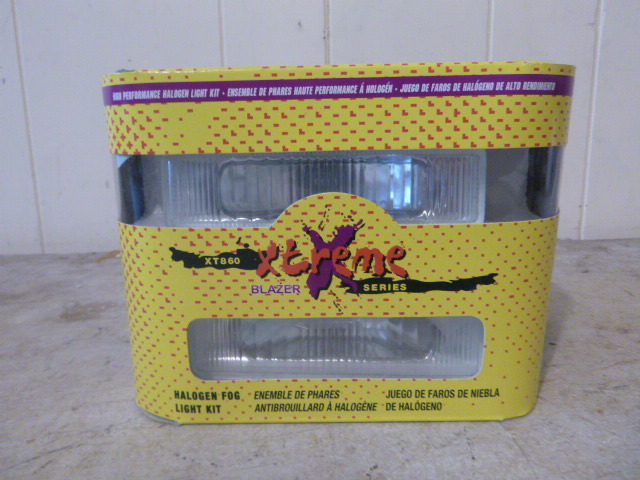 HIGH PERFORMANCE HALOGEN LIGHT KIT · ENSEMBLE DE PHARES HAUTE PERFORMANCE Á HOLOGÉN · JUEGO DE FAROS DE HALÓGENO DE ALTO RENDIMIENTO
XT860 xtreme
BLAZER SERIES
HALOGEN FOG ENEMBLE DE PHARES JUEGO DE FAROS DE NIEBLA
LIGHT KIT ANTIBROUILLARD À HALOGÈNE DE HALÓGENO